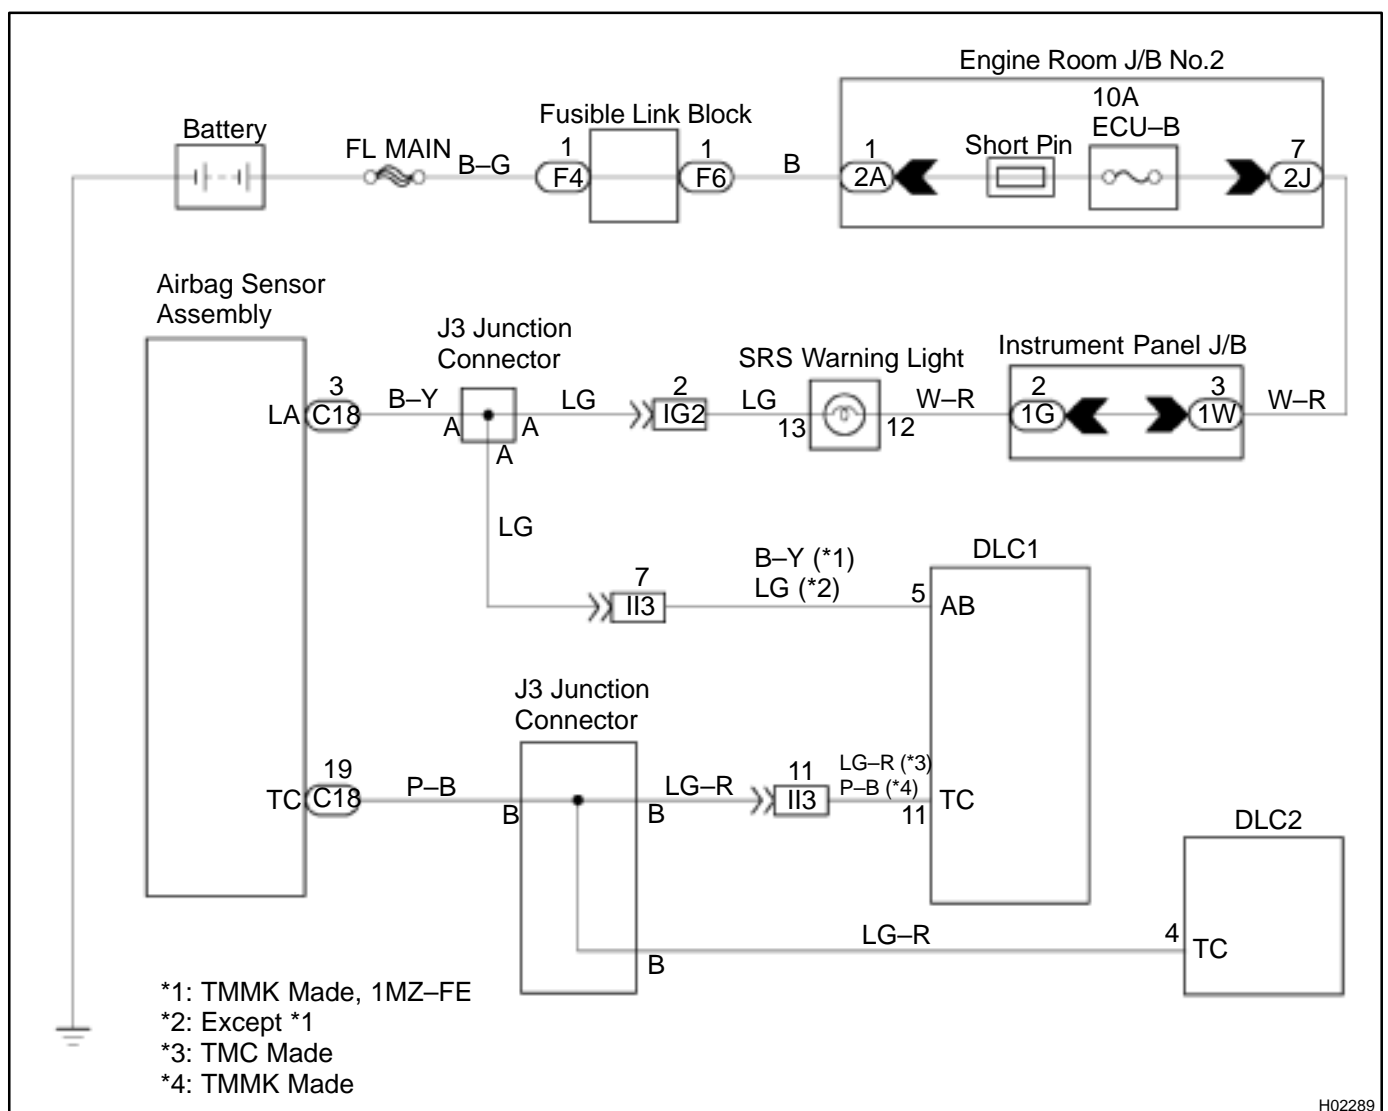 Engine Room J/B No.2
10A
ECU–B
Short Pin
Fusible Link Block
Battery
FL MAIN
B–G
1
F4
1
F6
B
1
2A
7
2J
Airbag Sensor
Assembly
J3 Junction
Connector
SRS Warning Light
Instrument Panel J/B
LA
3
C18
B–Y
A
A
A
LG
2
IG2
LG
13
12
W–R
2
1G
3
1W
W–R
LG
7
II3
B–Y (*1)
LG (*2)
DLC1
5
AB
J3 Junction
Connector
TC
19
C18
P–B
B
B
LG–R
11
II3
LG–R (*3)
P–B (*4)
11
TC
DLC2
LG–R
B
4
TC
*1: TMMK Made, 1MZ–FE
*2: Except *1
*3: TMC Made
*4: TMMK Made
H02289